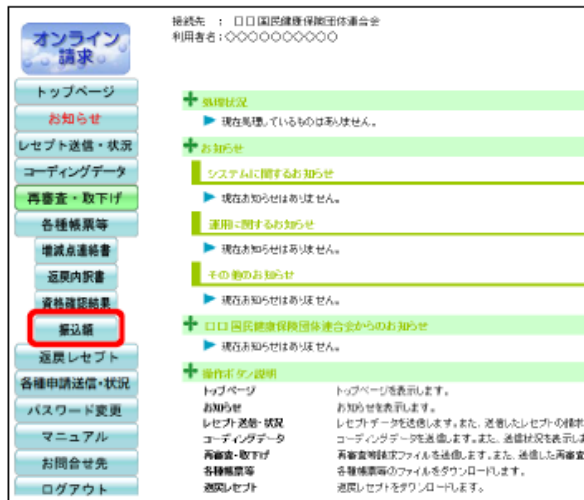 接続先 ： 口口国民健康保険団体連合会
利用者名：◇○○○○○○○○○○
オンライン
請求
トップページ
お知らせ
レセプト送信・状況
コーディングデータ
再審査・取下げ
各種帳票等
増減点連絡書
返戻内訳書
資格確認結果
振込額
返戻レセプト
各種申請送信・状況
パスワード変更
マニュアル
お問合せ先
ログアウト
処理状況
現在処理しているものはありません。
お知らせ
システムに関するお知らせ
現在お知らせはありません。
運用に関するお知らせ
現在お知らせはありません。
その他のお知らせ
現在お知らせはありません。
口口国民健康保険団体連合会からのお知らせ
現在お知らせはありません。
操作ボタン説明
トップページ トップページを表示します。
お知らせ お知らせを表示します。
レセプト送信・状況 レセプトデータを送信します。また、送信したレセプトの請求
コーディングデータ コーディングデータを送信します。また、送信状況を表示しま
再審査・取下げ 再審査等請求ファイルを送信します。また、送信した再審査
各種帳票等 各種帳票等のファイルをダウンロードします。
返戻レセプト 返戻レセプトをダウンロードします。